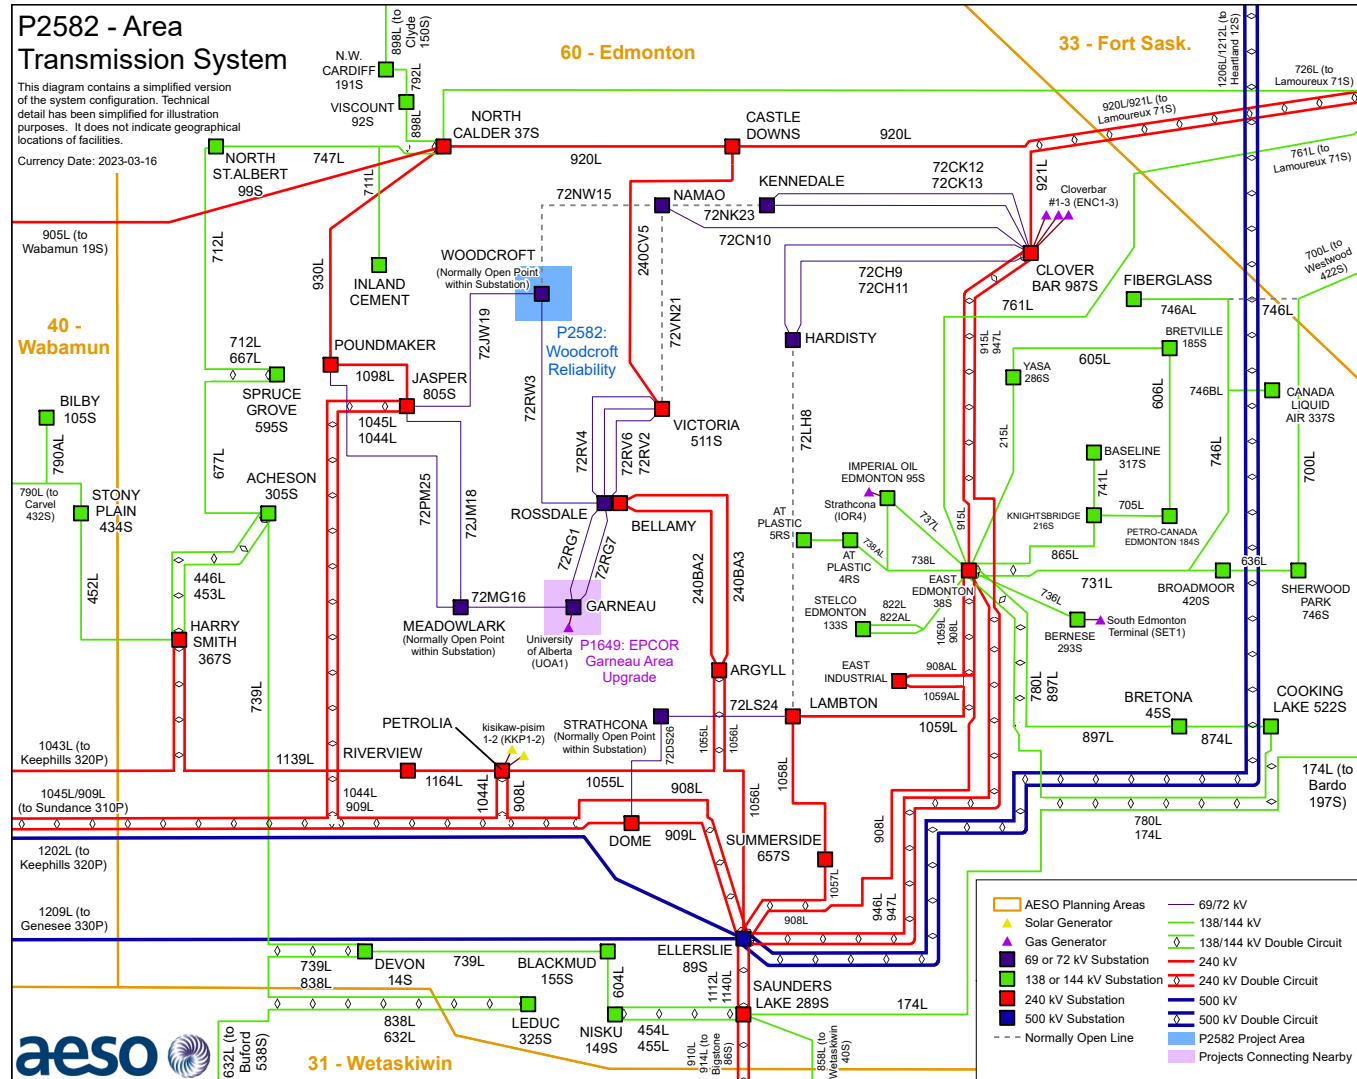 P2582 - Area
Transmission System
This diagram contains a simplified version
of the system configuration. Technical
detail has been simplified for illustration
purposes. It does not indicate geographical
locations of facilities.
Currency Date: 2023-03-16
60 - Edmonton
33 - Fort Sask.
40 -
Wabamun
31 - Wetaskiwin
898L (to
Clyde
150S)
N.W.
CARDIFF
191S
792L
VISCOUNT
92S
898L
NORTH
CALDER 37S
CASTLE
DOWNS
920L
920L
1206L/1212L (to
Heartland 12S)
726L (to
Lamoureux 71S)
920L/921L (to
Lamoureux 71S)
761L (to
Lamoureux 71S)
NORTH
ST.ALBERT
99S
747L
711L
712L
905L (to
Wabamun 19S)
930L
INLAND
CEMENT
WOODCROFT
(Normally Open Point
within Substation)
72NW15
NAMAO
KENNEDALE
72CK12
72CK13
72NK23
72CN10
921L
Cloverbar
#1-3 (ENC1-3)
240CV5
72VN21
72CH9
72CH11
CLOVER
BAR 987S
761L
FIBERGLASS
700L (to
Westwood
422S)
746AL
746L
BRETVILLE
185S
P2582:
Woodcroft
Reliability
72JW19
72RW3
HARDISTY
915L
947L
605L
606L
YASA
286S
746BL
CANADA
LIQUID
AIR 337S
POUNDMAKER
1098L
JASPER
805S
712L
667L
SPRUCE
GROVE
595S
BILBY
105S
790AL
1045L
1044L
VICTORIA
511S
72RV4
72RV6
72RV2
72LH8
215L
746L
700L
BASELINE
317S
741L
677L
ACHESON
305S
790L (to
Carvel
432S)
STONY
PLAIN
434S
72PM25
72JM18
ROSSDALE
BELLAMY
IMPERIAL OIL
EDMONTON 95S
Strathcona
(IOR4)
737L
915L
AT
PLASTIC
5RS
AT
PLASTIC
4RS
738AL
738L
KNIGHTSBRIDGE
216S
705L
PETRO-CANADA
EDMONTON 184S
865L
636L
731L
BROADMOOR
420S
SHERWOOD
PARK
746S
EAST
EDMONTON
38S
72RG1
72RG7
240BA2
240BA3
452L
446L
453L
HARRY
SMITH
367S
72MG16
MEADOWLARK
(Normally Open Point
within Substation)
GARNEAU
University
of Alberta
(UOA1)
P1649: EPCOR
Garneau Area
Upgrade
STELCO
EDMONTON
133S
822L
822AL
1059L
908L
736L
BERNESE
293S
South Edmonton
Terminal (SET1)
739L
ARGYLL
EAST
INDUSTRIAL
908AL
1059AL
780L
897L
BRETONA
45S
COOKING
LAKE 522S
PETROLIA
kisikaw-pisim
1-2 (KKP1-2)
STRATHCONA
(Normally Open Point
within Substation)
72LS24
72DS26
LAMBTON
1059L
897L
874L
1055L
1056L
1043L (to
Keephills 320P)
1139L
RIVERVIEW
1164L
1044L
908L
1055L
1058L
1056L
174L (to
Bardo
197S)
1045L/909L
(to Sundance 310P)
1044L
909L
908L
780L
174L
DOME
909L
SUMMERSIDE
657S
908L
1202L (to
Keephills 320P)
1057L
946L
947L
1209L (to
Genesee 330P)
908L
ELLERSLIE
89S
739L
838L
DEVON
14S
739L
BLACKMUD
155S
604L
1112L
1140L
SAUNDERS
LAKE 289S
174L
838L
632L
LEDUC
325S
NISKU
149S
454L
455L
632L (to
Buford
538S)
910L
914L (to
Bigstone
86S)
858L (to
Wetaskiwin
40S)
AESO Planning Areas
Solar Generator
Gas Generator
69 or 72 kV Substation
138 or 144 kV Substation
240 kV Substation
500 kV Substation
Normally Open Line
69/72 kV
138/144 kV
138/144 kV Double Circuit
240 kV
240 kV Double Circuit
500 kV
500 kV Double Circuit
P2582 Project Area
Projects Connecting Nearby
aeso